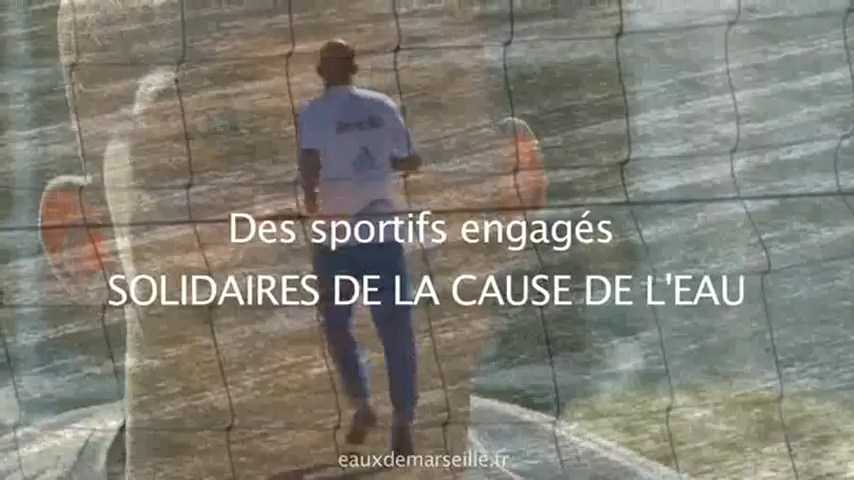 Des sportifs engagés
SOLIDAIRES DE LA CAUSE DE L'EAU
eauxdemarseille.fr